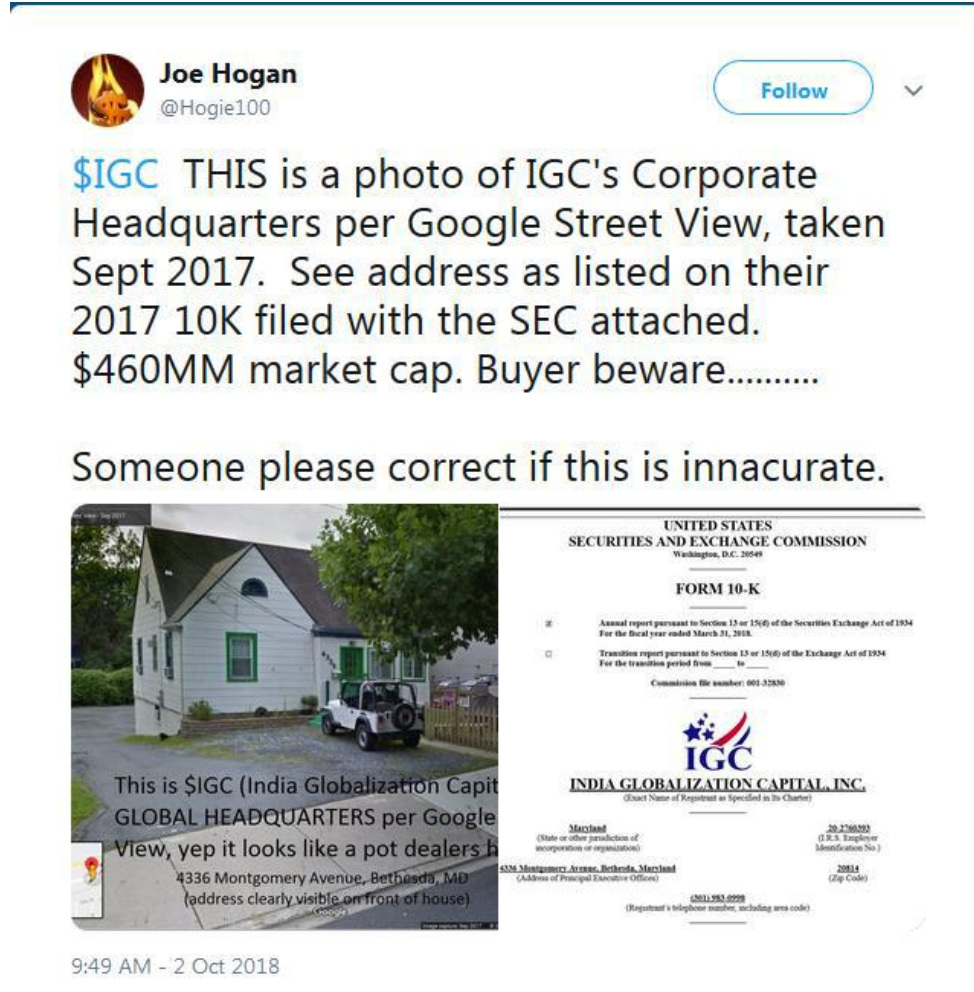 Joe Hogan
@Hogie100
Follow
$IGC THIS is a photo of IGC's Corporate
Headquarters per Google Street View, taken
Sept 2017. See address as listed on their
2017 10K filed with the SEC attached.
$460MM market cap. Buyer beware..........
Someone please correct if this is innacurate.
This is $IGC (India Globalization Capit
GLOBAL HEADQUARTERS per Google
View, yep it looks like a pot dealers h
4336 Montgomery Avenue, Bethesda, MD
(address clearly visible on front of house)
Google
UNITED STATES
SECURITIES AND EXCHANGE COMMISSION
Washington, D.C. 20549
FORM 10-K
Annual report pursuant to Section 13 or 15(d) of the Securities Exchange Act of 1934
For the fiscal year ended March 31, 2018.
Transition report pursuant to Section 13 or 15(d) of the Exchange Act of 1934
For the transition period from ____ to ____
Commission file number: 001-32830
IGC
INDIA GLOBALIZATION CAPITAL, INC.
(Exact Name of Registrant as Specified in Its Charter)
Maryland
(State or other jurisdiction of
incorporation or organization)
20-2760393
(I.R.S. Employer
Identification No.)
4336 Montgomery Avenue, Bethesda, Maryland
(Address of Principal Executive Offices)
20814
(Zip Code)
(301) 983-0998
(Registrant's telephone number, including area code)
9:49 AM - 2 Oct 2018